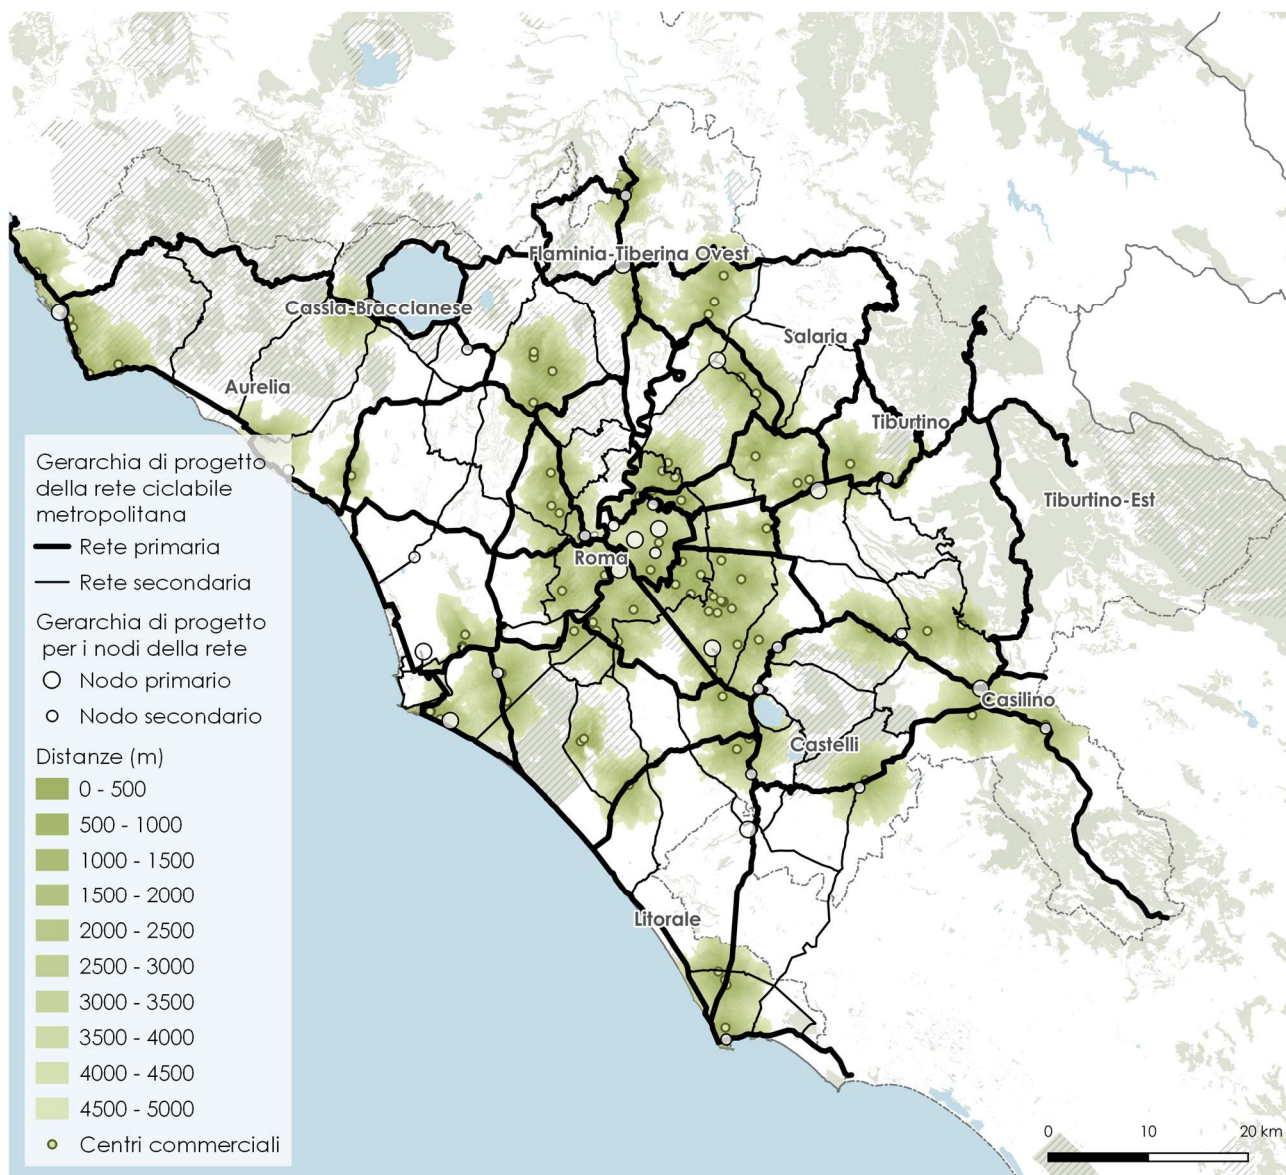 Flaminia-Tiberina Ovest
Cassia-Braccianese
Salaria
Aurelia
Tiburtino
Tiburtino-Est
Roma
Casilino
Castelli
Litorale
Gerarchia di progetto
della rete ciclabile
metropolitana
Rete primaria
Rete secondaria
Gerarchia di progetto
per i nodi della rete
Nodo primario
Nodo secondario
Distanze (m)
0 - 500
500 - 1000
1000 - 1500
1500 - 2000
2000 - 2500
2500 - 3000
3000 - 3500
3500 - 4000
4000 - 4500
4500 - 5000
Centri commerciali
0 10 20 km